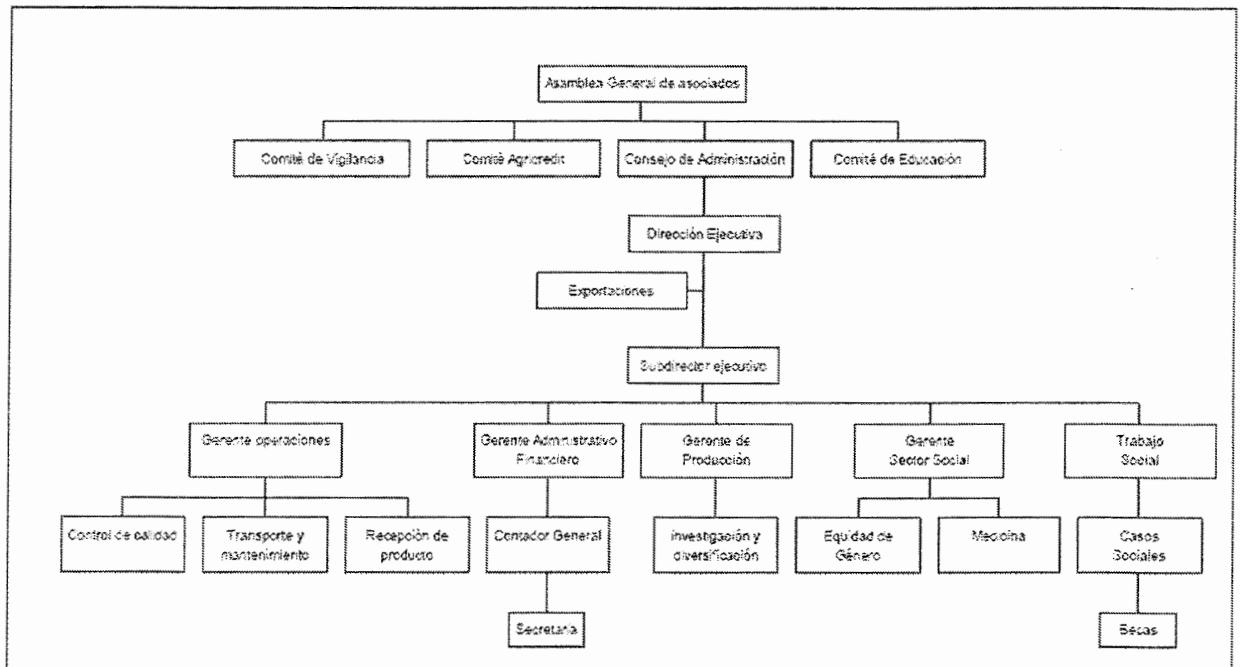 Asamblea General de asociados
Comité de Vigilancia
Comité Agricredit
Consejo de Administración
Comité de Educación
Dirección Ejecutiva
Exportaciones
Subdirector ejecutivo
Gerente operaciones
Gerente Administrativo
Financiero
Gerente de
Producción
Gerente
Sector Social
Trabajo
Social
Control de calidad
Transporte y
mantenimiento
Recepción de
producto
Contador General
Investigación y
diversificación
Equidad de
Género
Medicina
Casos
Sociales
Secretaria
Becas